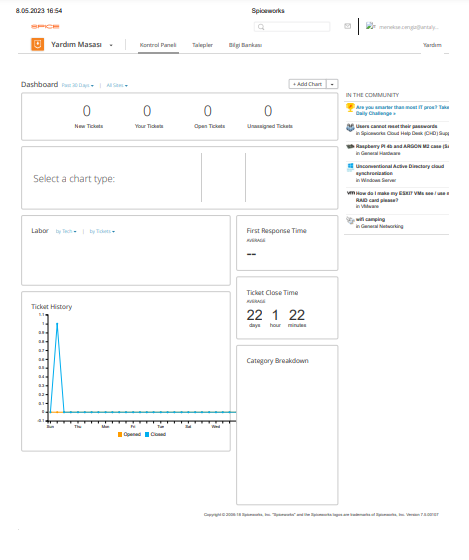 8.05.2023 16:54
Spiceworks
SPICE
Yardım Masası
Kontrol Paneli
Talepler
Bilgi Bankası
Yardım
Dashboard
Past 30 Days
All Sites
+ Add Chart
0
New Tickets
0
Your Tickets
0
Open Tickets
0
Unassigned Tickets
Select a chart type:
Labor
by Tech
by Tickets
First Response Time
AVERAGE
--
Ticket Close Time
AVERAGE
22 1 22
days hour minutes
Ticket History
1.1
1
0.9
0.8
0.7
0.6
0.5
0.4
0.3
0.2
0.1
0
-0.1
Sun Thu Mon Fri Tue Sat Wed
Opened Closed
Category Breakdown
IN THE COMMUNITY
Are you smarter than most IT pros? Take
Daily Challenge »
Users cannot reset their passwords
in Spiceworks Cloud Help Desk (CHD) Supp
Raspberry Pi 4b and ARGON M2 case
in General Hardware
Unconventional Active Directory cloud
synchronization
in Windows Server
How do I make my ESXi7 VMs see / use
RAID card please?
in VMware
wifi camping
in General Networking
Copyright © 2006-16 Spiceworks, Inc. "Spiceworks" and the Spiceworks logos are trademarks of Spiceworks, Inc. Version 7.5.00107